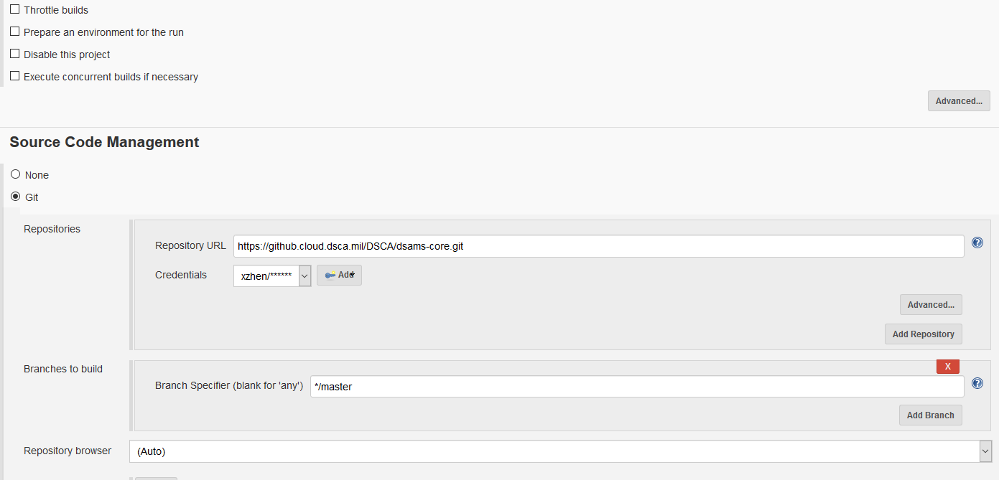 Throttle builds
Prepare an environment for the run
Disable this project
Execute concurrent builds if necessary
Advanced...
Source Code Management
None
Git
Repositories
Repository URL https://github.cloud.dsca.mil/DSCA/dsams-core.git
Credentials xzhen/****** Add
Advanced...
Add Repository
Branches to build
X
Branch Specifier (blank for 'any') */master
Add Branch
Repository browser (Auto)